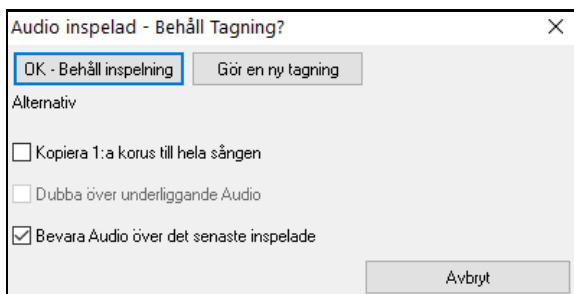 Audio inspelad - Behåll Tagning?
OK - Behåll inspelning Gör en ny tagning
Alternativ
Kopiera 1:a korus till hela sången
Dubba över underliggande Audio
Bevara Audio över det senaste inspelade
Avbryt